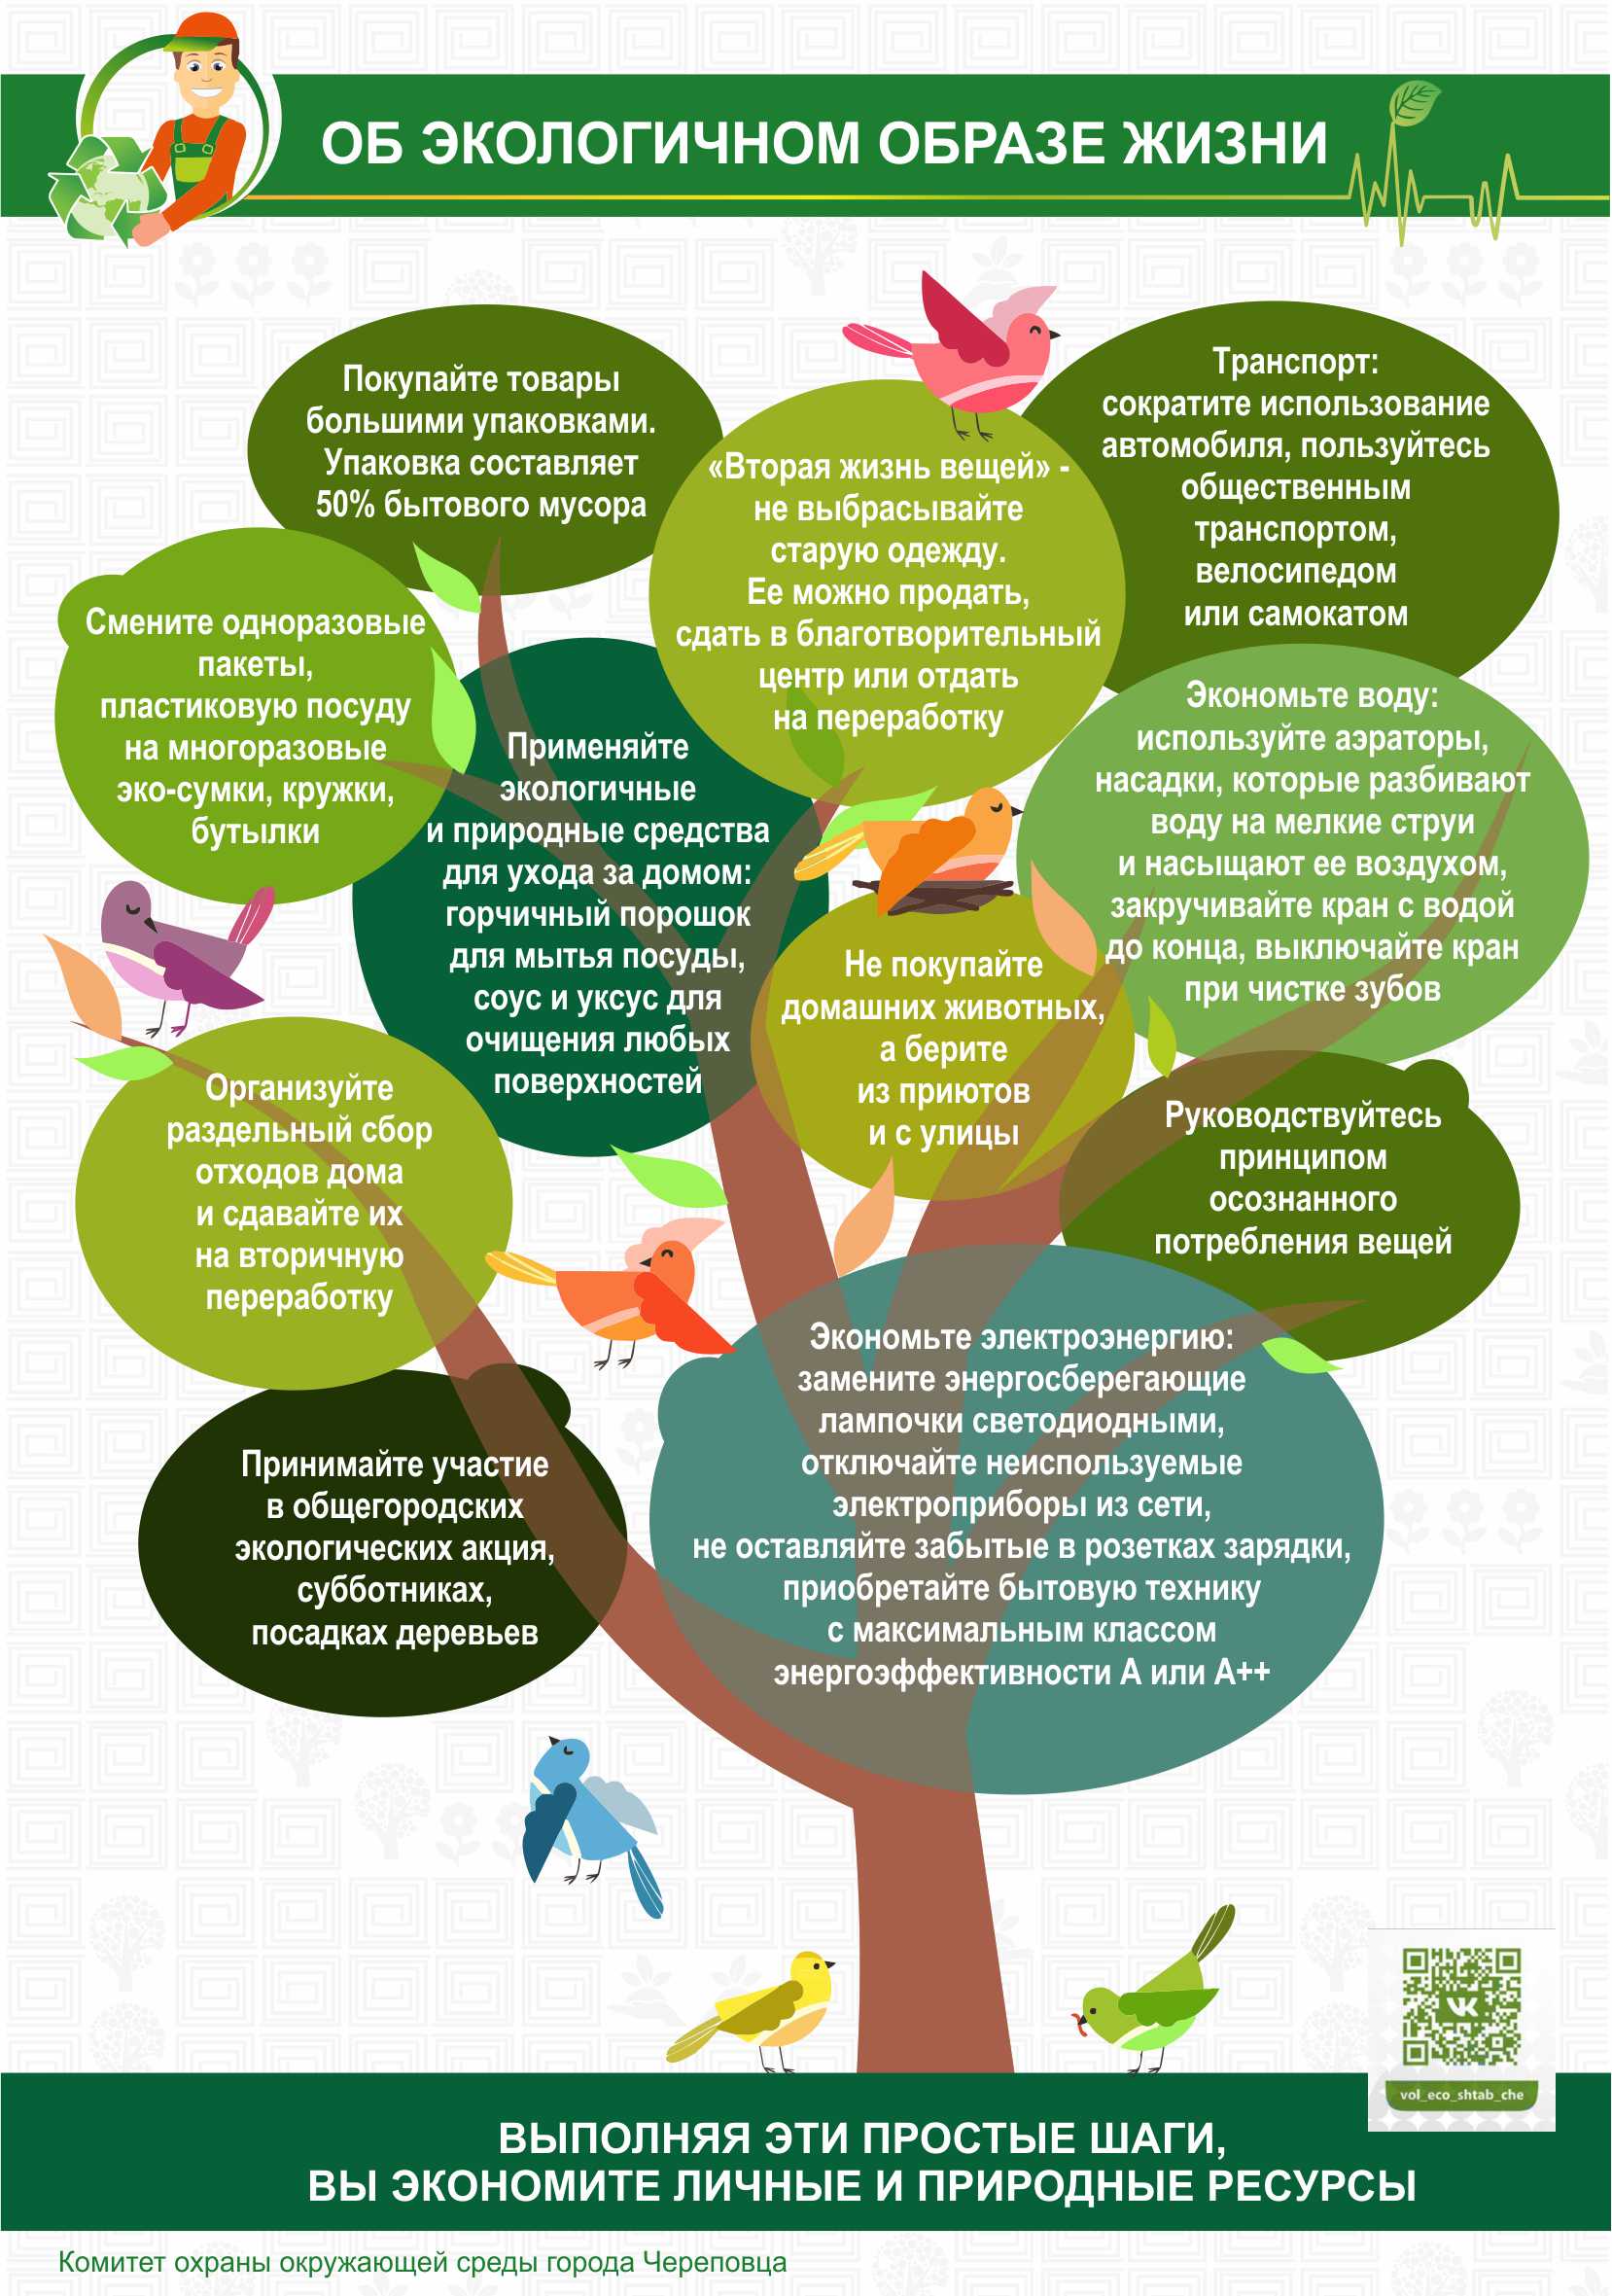 ОБ ЭКОЛОГИЧНОМ ОБРАЗЕ ЖИЗНИ
Покупайте товары
большими упаковками.
Упаковка составляет
50% бытового мусора
«Вторая жизнь вещей» -
не выбрасывайте
старую одежду.
Ее можно продать,
сдать в благотворительный
центр или отдать
на переработку
Транспорт:
сократите использование
автомобиля, пользуйтесь
общественным
транспортом,
велосипедом
или самокатом
Смените одноразовые
пакеты,
пластиковую посуду
на многоразовые
эко-сумки, кружки,
бутылки
Применяйте
экологичные
и природные средства
для ухода за домом:
горчичный порошок
для мытья посуды,
соус и уксус для
очищения любых
поверхностей
Экономьте воду:
используйте аэраторы,
насадки, которые разбивают
воду на мелкие струи
и насыщают ее воздухом,
закручивайте кран с водой
до конца, выключайте кран
при чистке зубов
Не покупайте
домашних животных,
а берите
из приютов
и с улицы
Организуйте
раздельный сбор
отходов дома
и сдавайте их
на вторичную
переработку
Руководствуйтесь
принципом
осознанного
потребления вещей
Экономьте электроэнергию:
замените энергосберегающие
лампочки светодиодными,
отключайте неиспользуемые
электроприборы из сети,
не оставляйте забытые в розетках зарядки,
приобретайте бытовую технику
с максимальным классом
энергоэффективности А или А++
Принимайте участие
в общегородских
экологических акция,
субботниках,
посадках деревьев
vol_eco_shtab_che
ВЫПОЛНЯЯ ЭТИ ПРОСТЫЕ ШАГИ,
ВЫ ЭКОНОМИТЕ ЛИЧНЫЕ И ПРИРОДНЫЕ РЕСУРСЫ
Комитет охраны окружающей среды города Череповца